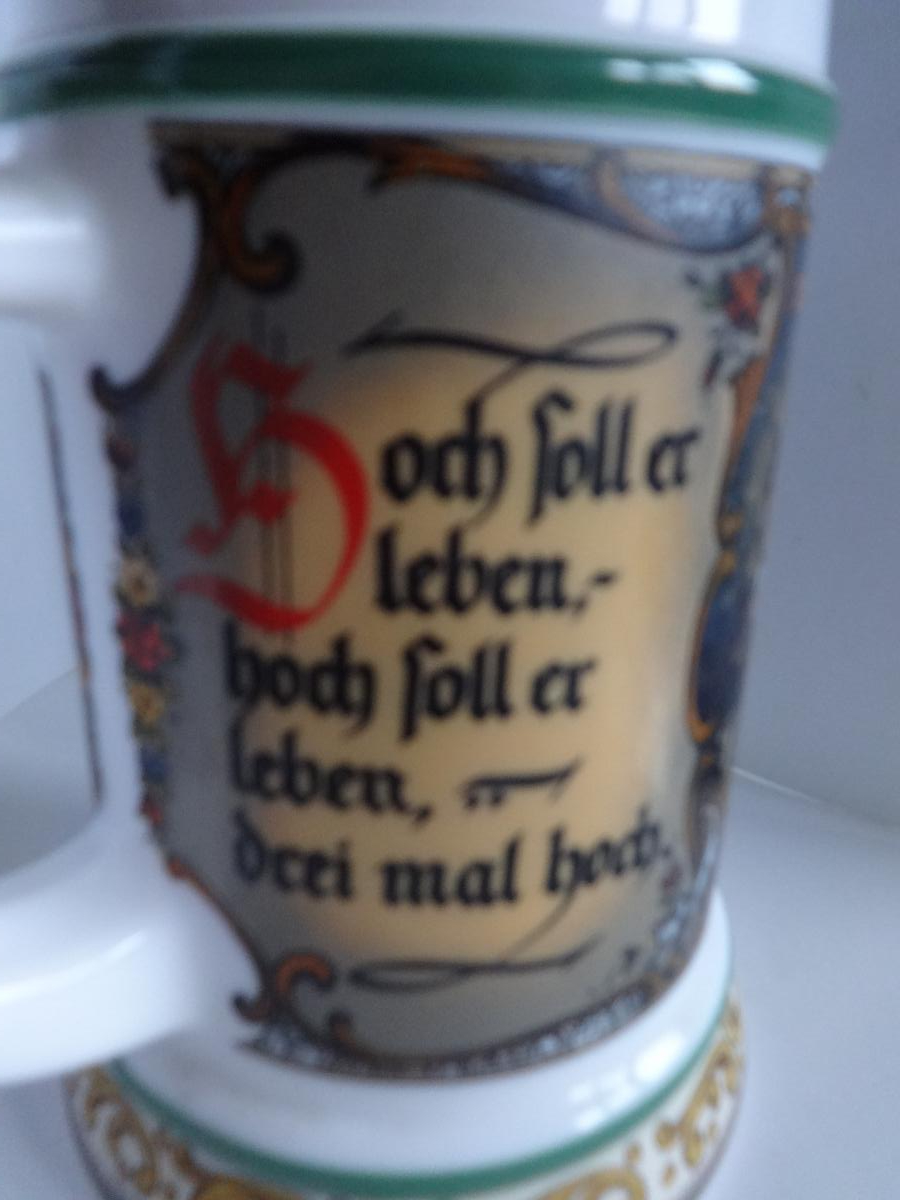 Hoch soll er
leben,-
hoch soll er
leben, ..-
drei mal hoch.